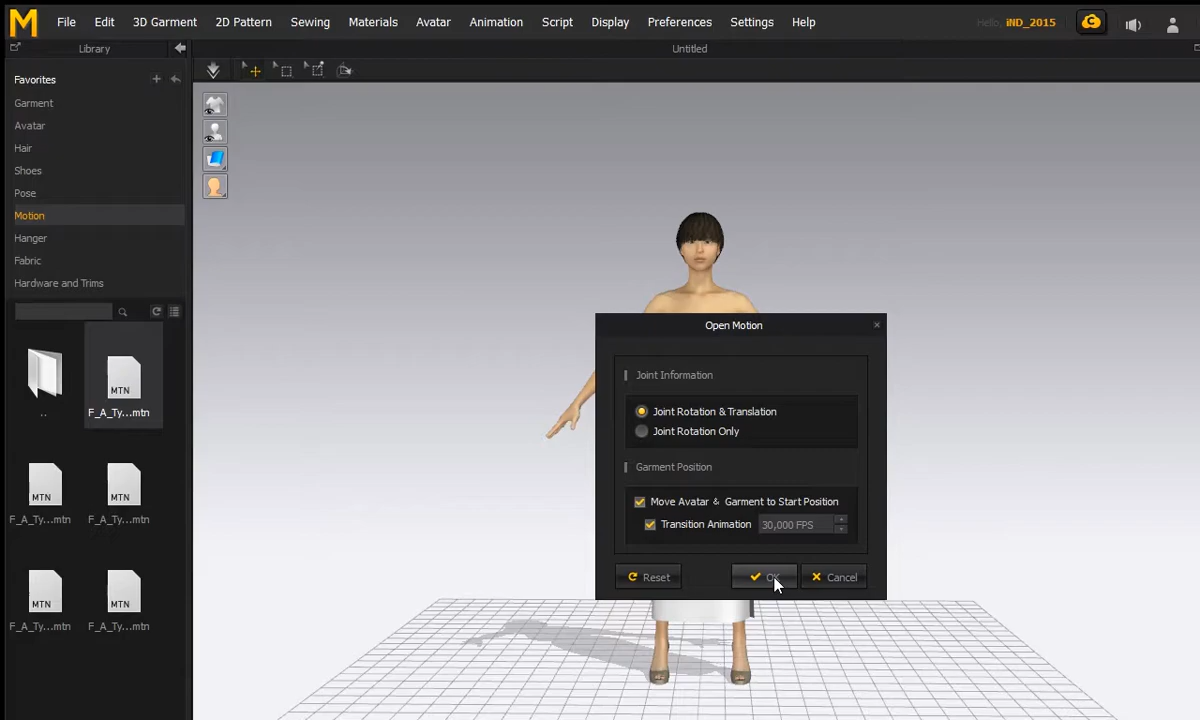 M File Edit 3D Garment 2D Pattern Sewing Materials Avatar Animation Script Display Preferences Settings Help Hello, iND_2015
Library
Untitled
Favorites
Garment
Avatar
Hair
Shoes
Pose
Motion
Hanger
Fabric
Hardware and Trims
..
MTN
F_A_Ty...mtn
MTN
F_A_Ty...mtn
MTN
F_A_Ty...mtn
MTN
F_A_Ty...mtn
MTN
F_A_Ty...mtn
Open Motion
Joint Information
Joint Rotation & Translation
Joint Rotation Only
Garment Position
Move Avatar & Garment to Start Position
Transition Animation 30,000 FPS
Reset OK Cancel